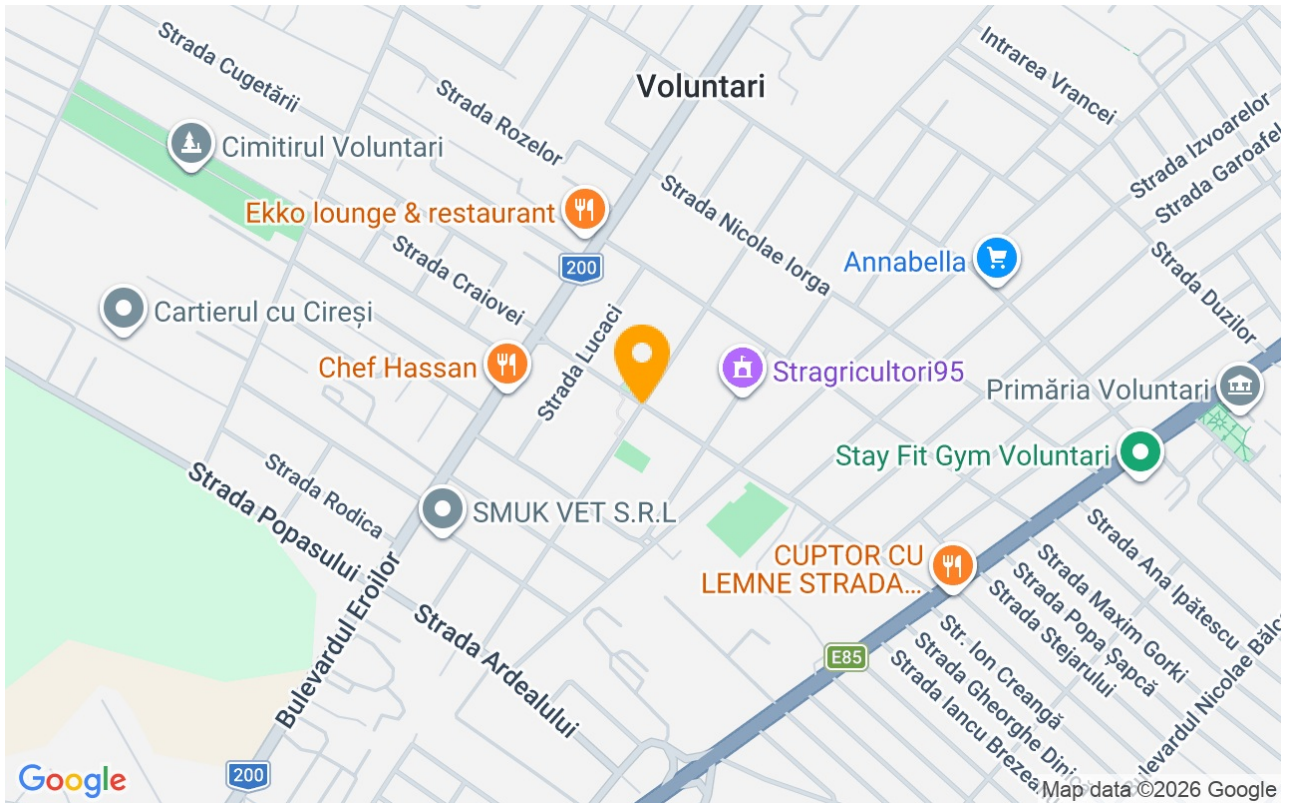 Strada Cugetării
Strada Rozelor
Voluntari
Intrarea Vrancei
Strada Izvoarelor
Strada Garoafel
Cimitirul Voluntari
Ekko lounge & restaurant
Strada Nicolae Iorga
Strada Craiovei
200
Annabella
Strada Duzilor
Cartierul cu Cireși
Strada Lucaci
Chef Hassan
Stragricultori95
Primăria Voluntari
Stay Fit Gym Voluntari
Strada Rodica
Strada Popasului
SMUK VET S.R.L
CUPTOR CU
LEMNE STRADA...
Strada Ana Ipătescu
Strada Maxim Gorki
Strada Popa Șapcă
Strada Stejarului
Bulevardul Eroilor
Strada Ardealului
E85
Str. Ion Creangă
Strada Gheorghe Dinic
Strada Iancu Brezea
Bulevardul Nicolae Bălc
200
Google
Map data ©2026 Google